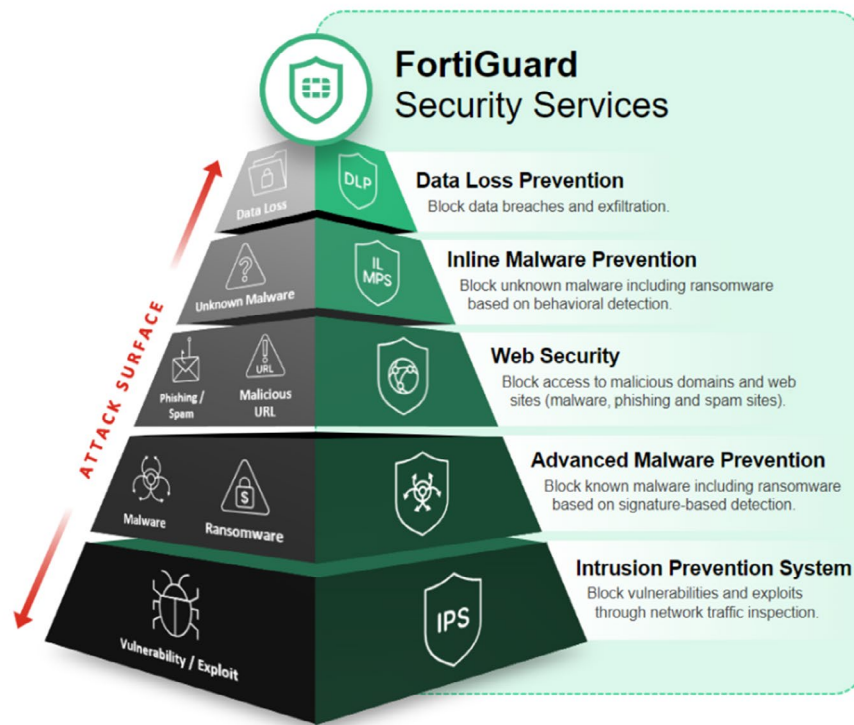 FortiGuard
Security Services
DLP
Data Loss
Data Loss Prevention
Block data breaches and exfiltration.
IL
MPS
Unknown Malware
Inline Malware Prevention
Block unknown malware including ransomware
based on behavioral detection.
ATTACK SURFACE
URL
Phishing /
Spam
Malicious
URL
Web Security
Block access to malicious domains and web
sites (malware, phishing and spam sites).
$
Malware
Ransomware
Advanced Malware Prevention
Block known malware including ransomware
based on signature-based detection.
Vulnerability / Exploit
IPS
Intrusion Prevention System
Block vulnerabilities and exploits
through network traffic inspection.